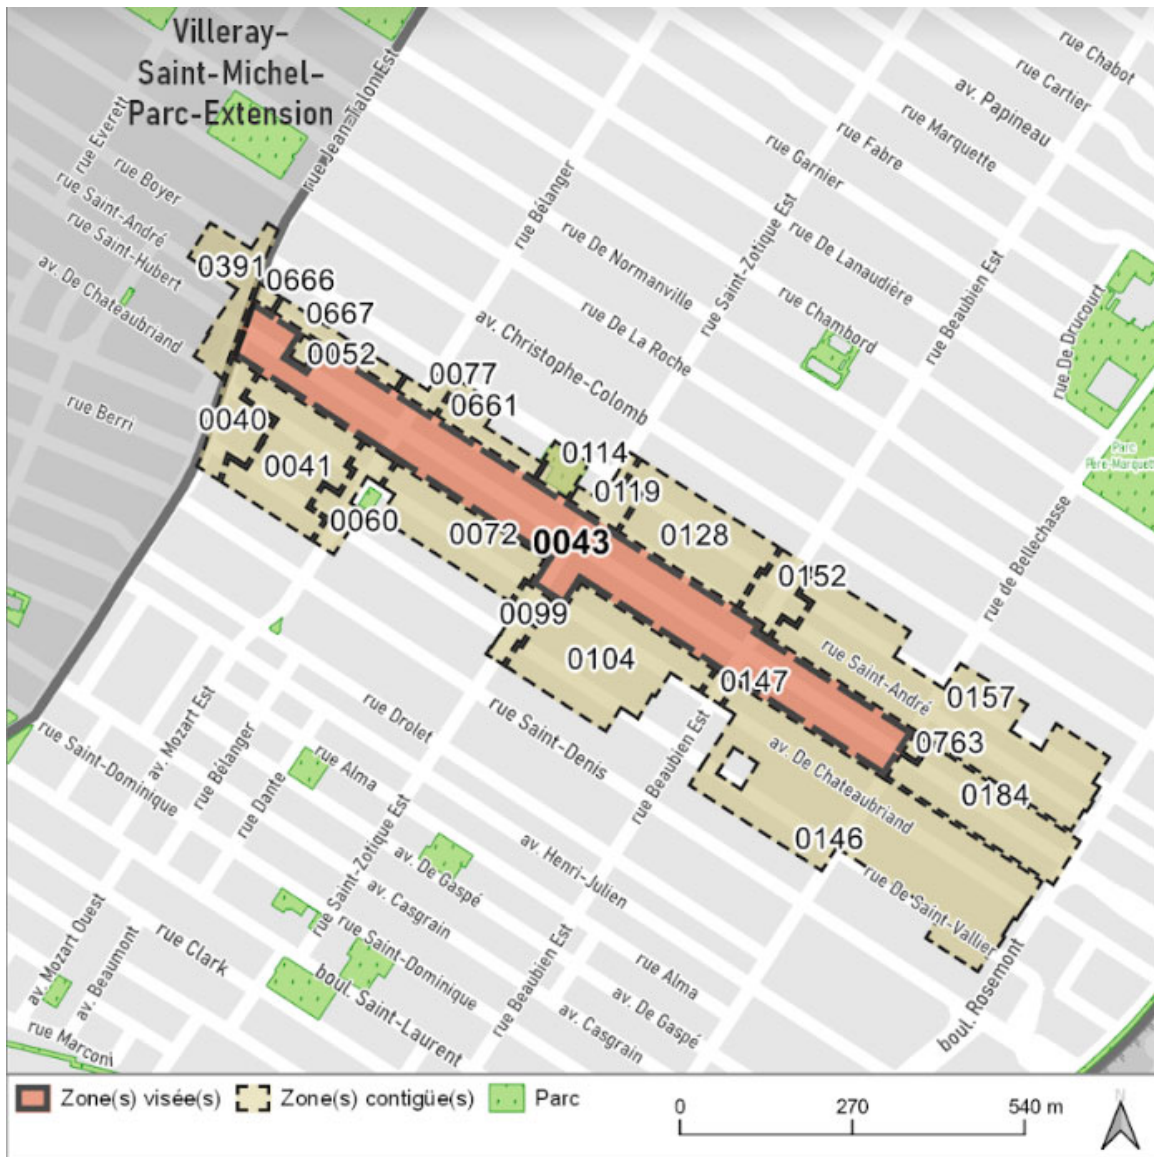 Villeray-
Saint-Michel-
Parc-Extension
rue Jean-Talon Est
rue Everett
rue Boyer
rue Saint-André
rue Saint-Hubert
av. De Chateaubriand
rue Berri
rue Chabot
rue Cartier
av. Papineau
rue Marquette
rue Fabre
rue Garnier
rue De Lanaudière
rue Chambord
rue De Normanville
rue De La Roche
av. Christophe-Colomb
rue Bélanger
rue Saint-Zotique Est
rue Beaubien Est
rue De Drucourt
Parc
Père-Marquette
rue de Bellechasse
0391
0666
0667
0052
0077
0661
0040
0041
0060
0072
0043
0114
0119
0128
0152
0099
0104
0147
rue Saint-André
0157
0763
0184
av. De Chateaubriand
0146
rue De Saint-Vallier
boul. Rosemont
rue Saint-Denis
rue Beaubien Est
rue Drolet
rue Alma
av. Mozart Est
rue Bélanger
rue Dante
rue Saint-Dominique
rue Saint-Zotique Est
av. Henri-Julien
av. De Gaspé
av. Casgrain
rue Saint-Dominique
boul. Saint-Laurent
rue Beaubien Est
rue Alma
av. De Gaspé
av. Casgrain
av. Mozart Ouest
av. Beaumont
rue Clark
rue Marconi
Zone(s) visée(s)
Zone(s) contigüe(s)
Parc
0 270 540 m
N